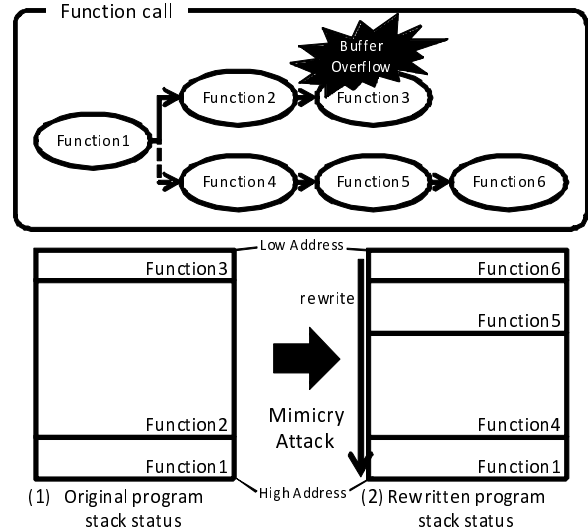 Function call
Buffer
Overflow
Function2
Function3
Function1
Function4
Function5
Function6
Low Address
Function3
Function6
rewrite
Function5
Mimicry
Attack
Function2
Function4
Function1
Function1
High Address
(1) Original program
stack status
(2) Rewritten program
stack status